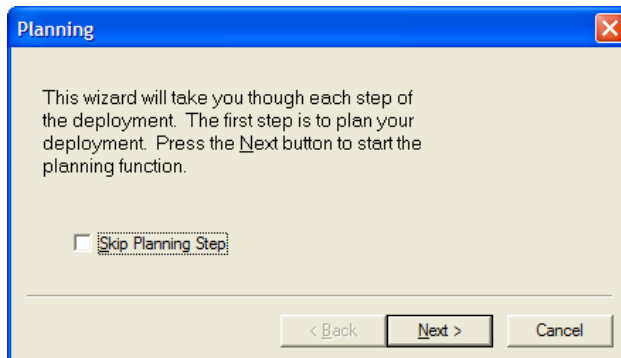 Planning
This wizard will take you though each step of
the deployment. The first step is to plan your
deployment. Press the Next button to start the
planning function.
Skip Planning Step
< Back Next > Cancel